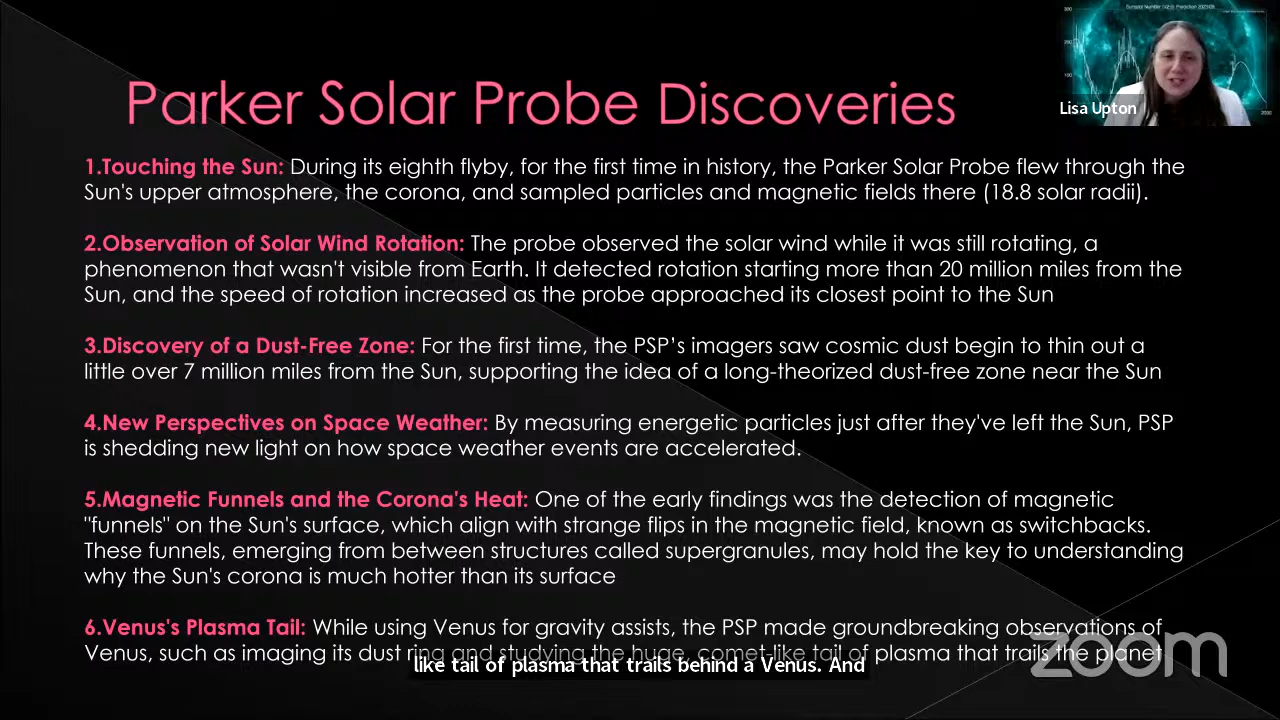 Parker Solar Probe Discoveries
Lisa Upton
1.Touching the Sun: During its eighth flyby, for the first time in history, the Parker Solar Probe flew through the
Sun's upper atmosphere, the corona, and sampled particles and magnetic fields there (18.8 solar radii).
2.Observation of Solar Wind Rotation: The probe observed the solar wind while it was still rotating, a
phenomenon that wasn't visible from Earth. It detected rotation starting more than 20 million miles from the
Sun, and the speed of rotation increased as the probe approached its closest point to the Sun
3.Discovery of a Dust-Free Zone: For the first time, the PSP's imagers saw cosmic dust begin to thin out a
little over 7 million miles from the Sun, supporting the idea of a long-theorized dust-free zone near the Sun
4.New Perspectives on Space Weather: By measuring energetic particles just after they've left the Sun, PSP
is shedding new light on how space weather events are accelerated.
5.Magnetic Funnels and the Corona's Heat: One of the early findings was the detection of magnetic
"funnels" on the Sun's surface, which align with strange flips in the magnetic field, known as switchbacks.
These funnels, emerging from between structures called supergranules, may hold the key to understanding
why the Sun's corona is much hotter than its surface
6.Venus's Plasma Tail: While using Venus for gravity assists, the PSP made groundbreaking observations of
Venus, such as imaging its dust ring and studying the huge, comet-like tail of plasma that trails the planet
like tail of plasma that trails behind a Venus. And
zoom